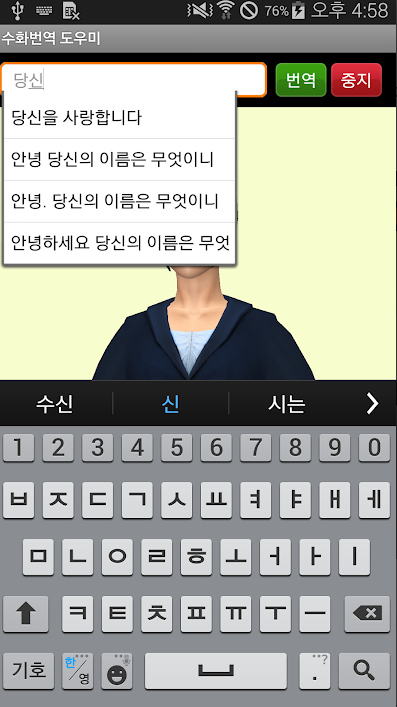 76% 오후 4:58
수화번역 도우미
당신 번역 중지
당신을 사랑합니다
안녕 당신의 이름은 무엇이니
안녕. 당신의 이름은 무엇이니
안녕하세요 당신의 이름은 무엇
수신 신 시는
1 2 3 4 5 6 7 8 9 0
ㅂ ㅈ ㄷ ㄱ ㅅ ㅛ ㅕ ㅑ ㅐ ㅔ
ㅁ ㄴ ㅇ ㄹ ㅎ ㅗ ㅓ ㅏ ㅣ
ㅋ ㅌ ㅊ ㅍ ㅠ ㅜ ㅡ
기호 한/영 . ?